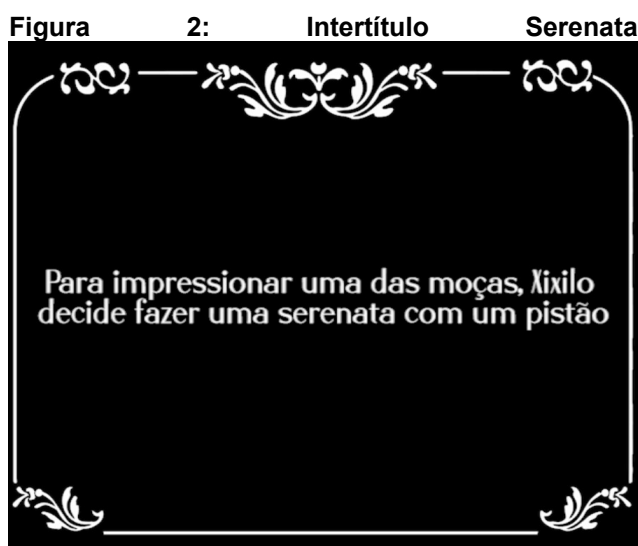 Figura 2: Intertítulo Serenata
Para impressionar uma das moças, Xixilo
decide fazer uma serenata com um pistão